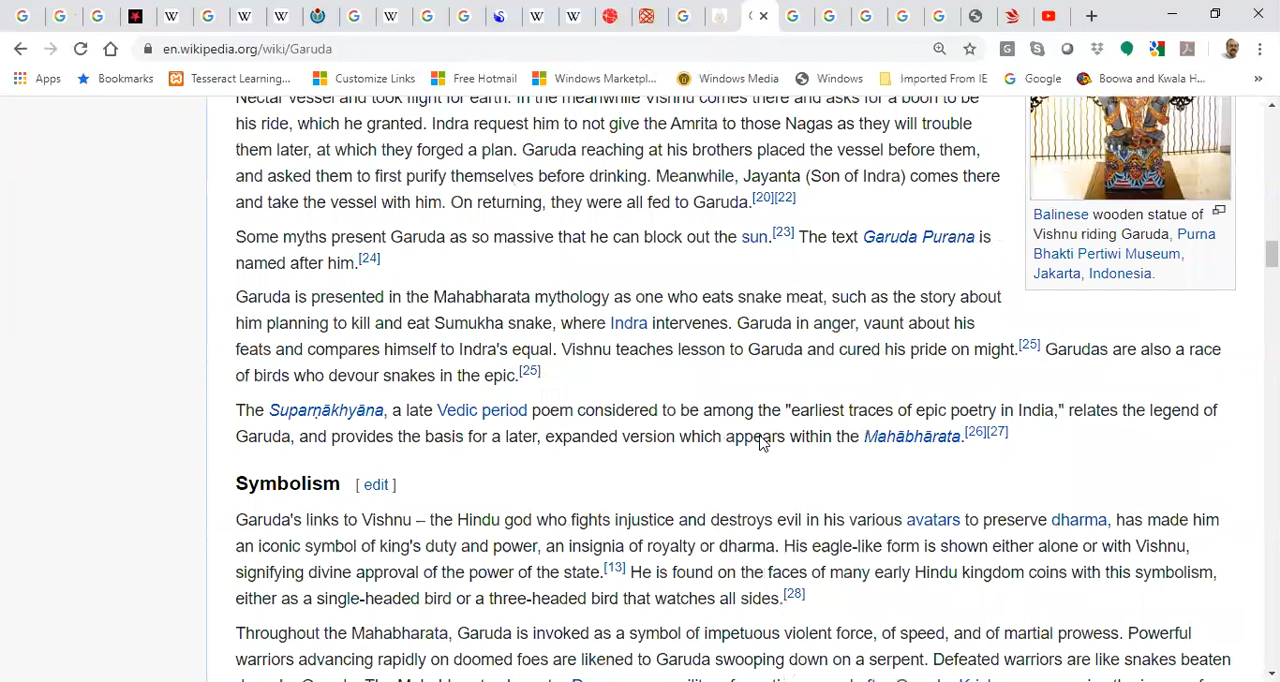 en.wikipedia.org/wiki/Garuda
Apps Bookmarks Tesseract Learning... Customize Links Free Hotmail Windows Marketpl... Windows Media Windows Imported From IE Google Boowa and Kwala H... »
Nectar vessel and took flight for earth. In the meanwhile Vishnu comes there and asks for a boon to be
his ride, which he granted. Indra request him to not give the Amrita to those Nagas as they will trouble
them later, at which they forged a plan. Garuda reaching at his brothers placed the vessel before them,
and asked them to first purify themselves before drinking. Meanwhile, Jayanta (Son of Indra) comes there
and take the vessel with him. On returning, they were all fed to Garuda.[20][22]
Some myths present Garuda as so massive that he can block out the sun.[23] The text Garuda Purana is
named after him.[24]
Garuda is presented in the Mahabharata mythology as one who eats snake meat, such as the story about
him planning to kill and eat Sumukha snake, where Indra intervenes. Garuda in anger, vaunt about his
feats and compares himself to Indra's equal. Vishnu teaches lesson to Garuda and cured his pride on might.[25] Garudas are also a race
of birds who devour snakes in the epic.[25]
The Suparṇākhyāna, a late Vedic period poem considered to be among the "earliest traces of epic poetry in India," relates the legend of
Garuda, and provides the basis for a later, expanded version which appears within the Mahābhārata.[26][27]
Symbolism [ edit ]
Garuda's links to Vishnu – the Hindu god who fights injustice and destroys evil in his various avatars to preserve dharma, has made him
an iconic symbol of king's duty and power, an insignia of royalty or dharma. His eagle-like form is shown either alone or with Vishnu,
signifying divine approval of the power of the state.[13] He is found on the faces of many early Hindu kingdom coins with this symbolism,
either as a single-headed bird or a three-headed bird that watches all sides.[28]
Throughout the Mahabharata, Garuda is invoked as a symbol of impetuous violent force, of speed, and of martial prowess. Powerful
warriors advancing rapidly on doomed foes are likened to Garuda swooping down on a serpent. Defeated warriors are like snakes beaten
Balinese wooden statue of
Vishnu riding Garuda, Purna
Bhakti Pertiwi Museum,
Jakarta, Indonesia.